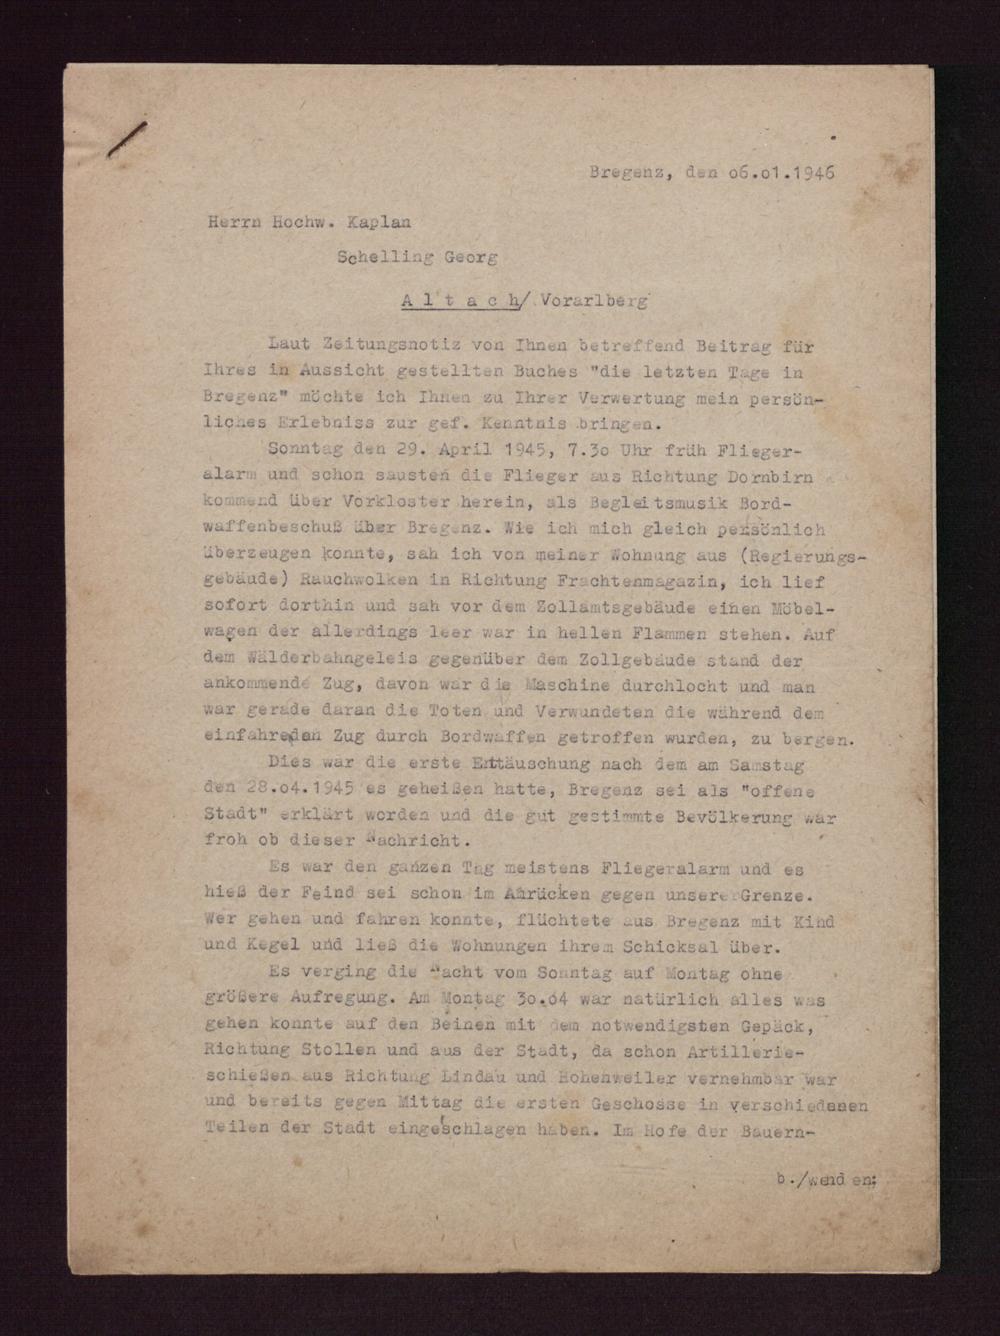 Bregenz, den 06.01.1946
Herrn Hochw. Kaplan
Schelling Georg
A l t a c h/ Vorarlberg
Laut Zeitungsnotiz von Ihnen betreffend Beitrag für
Ihres in Aussicht gestellten Buches "die letzten Tage in
Bregenz" möchte ich Ihnen zu Ihrer Verwertung mein persön-
liches Erlebniss zur gef. Kenntnis bringen.
Sonntag den 29. April 1945, 7.30 Uhr früh Flieger-
alarm und schon sausten die Flieger aus Richtung Dornbirn
kommend über Vorkloster herein, als Begleitsmusik Bord-
waffenbeschuß über Bregenz. Wie ich mich gleich persönlich
überzeugen konnte, sah ich von meiner Wohnung aus (Regierungs-
gebäude) Rauchwolken in Richtung Frachtenmagazin, ich lief
sofort dorthin und sah vor dem Zollamtsgebäude einen Möbel-
wagen der allerdings leer war in hellen Flammen stehen. Auf
dem Wälderbahngeleis gegenüber dem Zollgebäude stand der
ankommende Zug, davon war die Maschine durchlocht und man
war gerade daran die Toten und Verwundeten die während dem
einfahreden Zug durch Bordwaffen getroffen wurden, zu bergen.
Dies war die erste Enttäuschung nach dem am Samstag
den 28.04.1945 es geheißen hatte, Bregenz sei als "offene
Stadt" erklärt worden und die gut gestimmte Bevölkerung war
froh ob dieser Nachricht.
Es war den ganzen Tag meistens Fliegeralarm und es
hieß der Feind sei schon im Anrücken gegen unsere Grenze.
Wer gehen und fahren konnte, flüchtete aus Bregenz mit Kind
und Kegel und ließ die Wohnungen ihrem Schicksal über.
Es verging die Nacht vom Sonntag auf Montag ohne
größere Aufregung. Am Montag 30.04 war natürlich alles was
gehen konnte auf den Beinen mit dem notwendigsten Gepäck,
Richtung Stollen und aus der Stadt, da schon Artillerie-
schießen aus Richtung Lindau und Hohenweiler vernehmbar war
und bereits gegen Mittag die ersten Geschosse in verschiedenen
Teilen der Stadt eingeschlagen haben. Im Hofe der Bauern-
b./wenden: